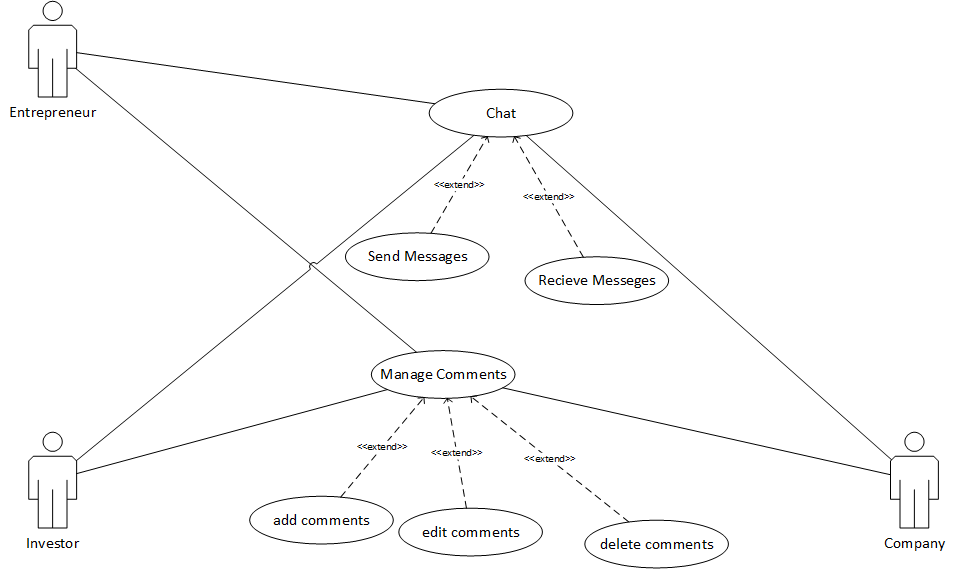 Entrepreneur
Chat
<<extend>>
<<extend>>
Send Messages
Recieve Messeges
Manage Comments
<<extend>>
<<extend>>
<<extend>>
add comments
edit comments
delete comments
Investor
Company